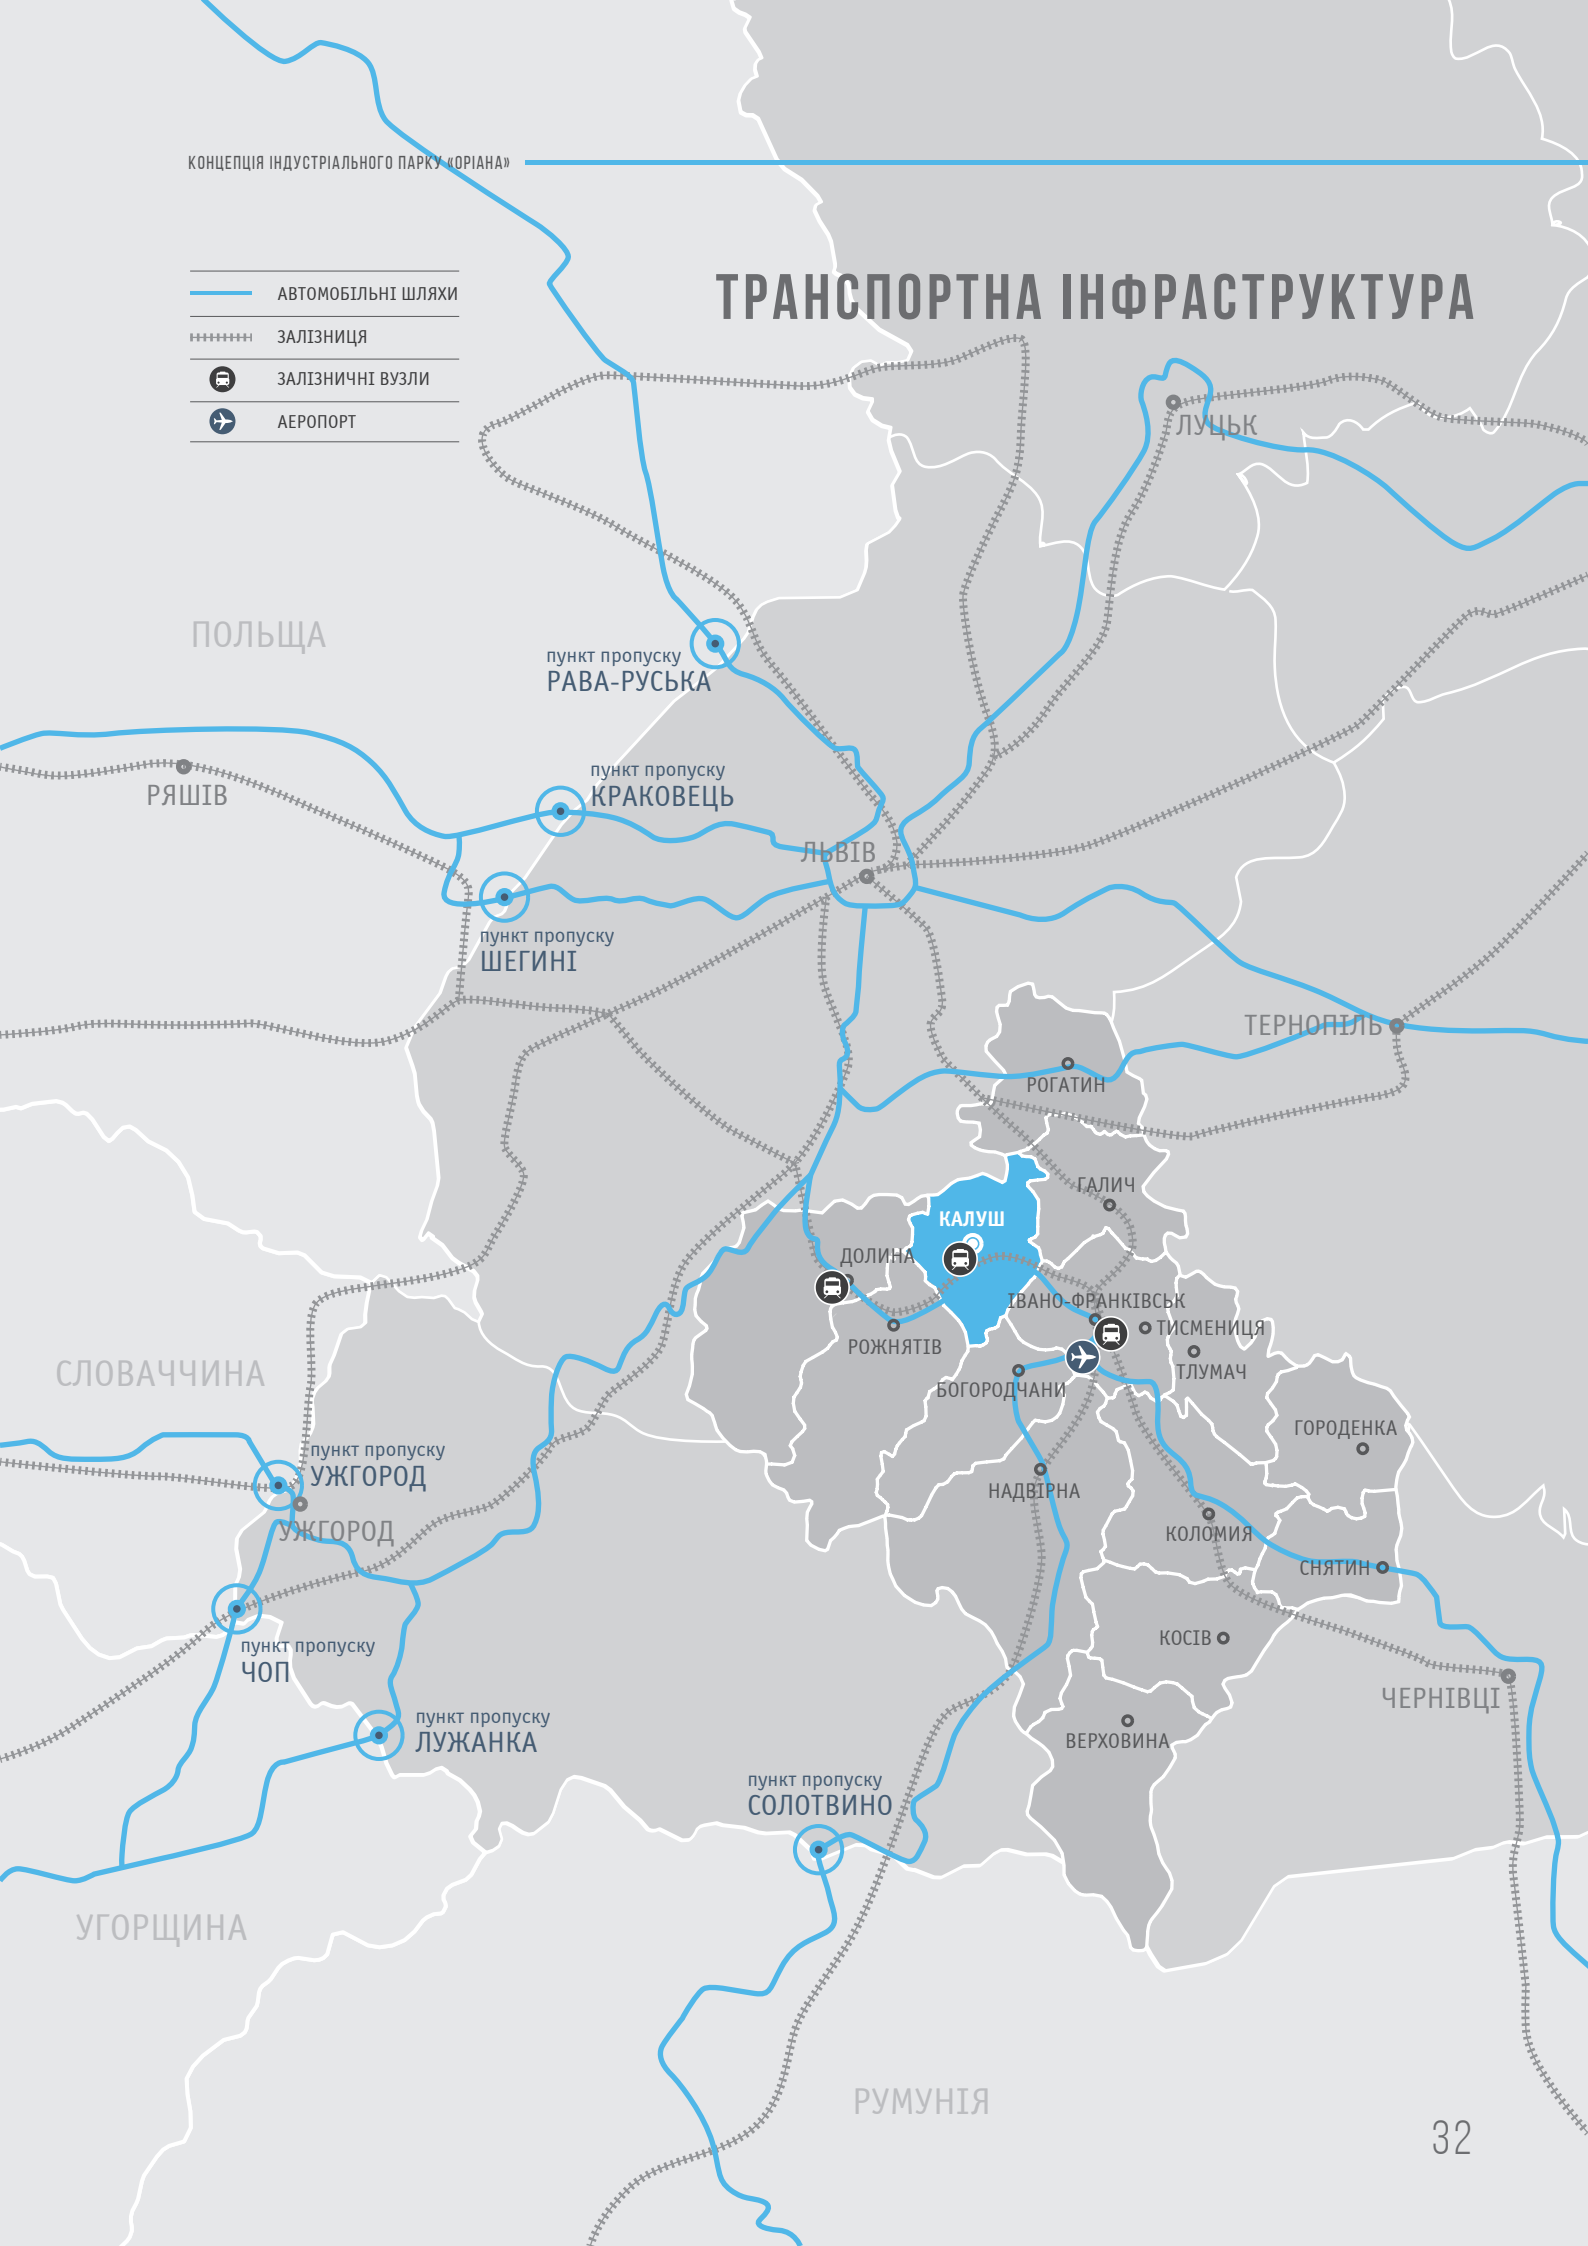 КОНЦЕПЦІЯ ІНДУСТРІАЛЬНОГО ПАРКУ «ОРІАНА»
ТРАНСПОРТНА ІНФРАСТРУКТУРА
АВТОМОБІЛЬНІ ШЛЯХИ
ЗАЛІЗНИЦЯ
ЗАЛІЗНИЧНІ ВУЗЛИ
АЕРОПОРТ
ЛУЦЬК
ПОЛЬЩА
пункт пропуску
РАВА-РУСЬКА
РЯШІВ
пункт пропуску
КРАКОВЕЦЬ
ЛЬВІВ
пункт пропуску
ШЕГИНІ
ТЕРНОПІЛЬ
РОГАТИН
ГАЛИЧ
КАЛУШ
ДОЛИНА
ІВАНО-ФРАНКІВСЬК
ТИСМЕНИЦЯ
РОЖНЯТІВ
ТЛУМАЧ
СЛОВАЧЧИНА
БОГОРОДЧАНИ
ГОРОДЕНКА
пункт пропуску
УЖГОРОД
НАДВІРНА
УЖГОРОД
КОЛОМИЯ
СНЯТИН
КОСІВ
пункт пропуску
ЧОП
ЧЕРНІВЦІ
пункт пропуску
ЛУЖАНКА
ВЕРХОВИНА
пункт пропуску
СОЛОТВИНО
УГОРЩИНА
РУМУНІЯ
32